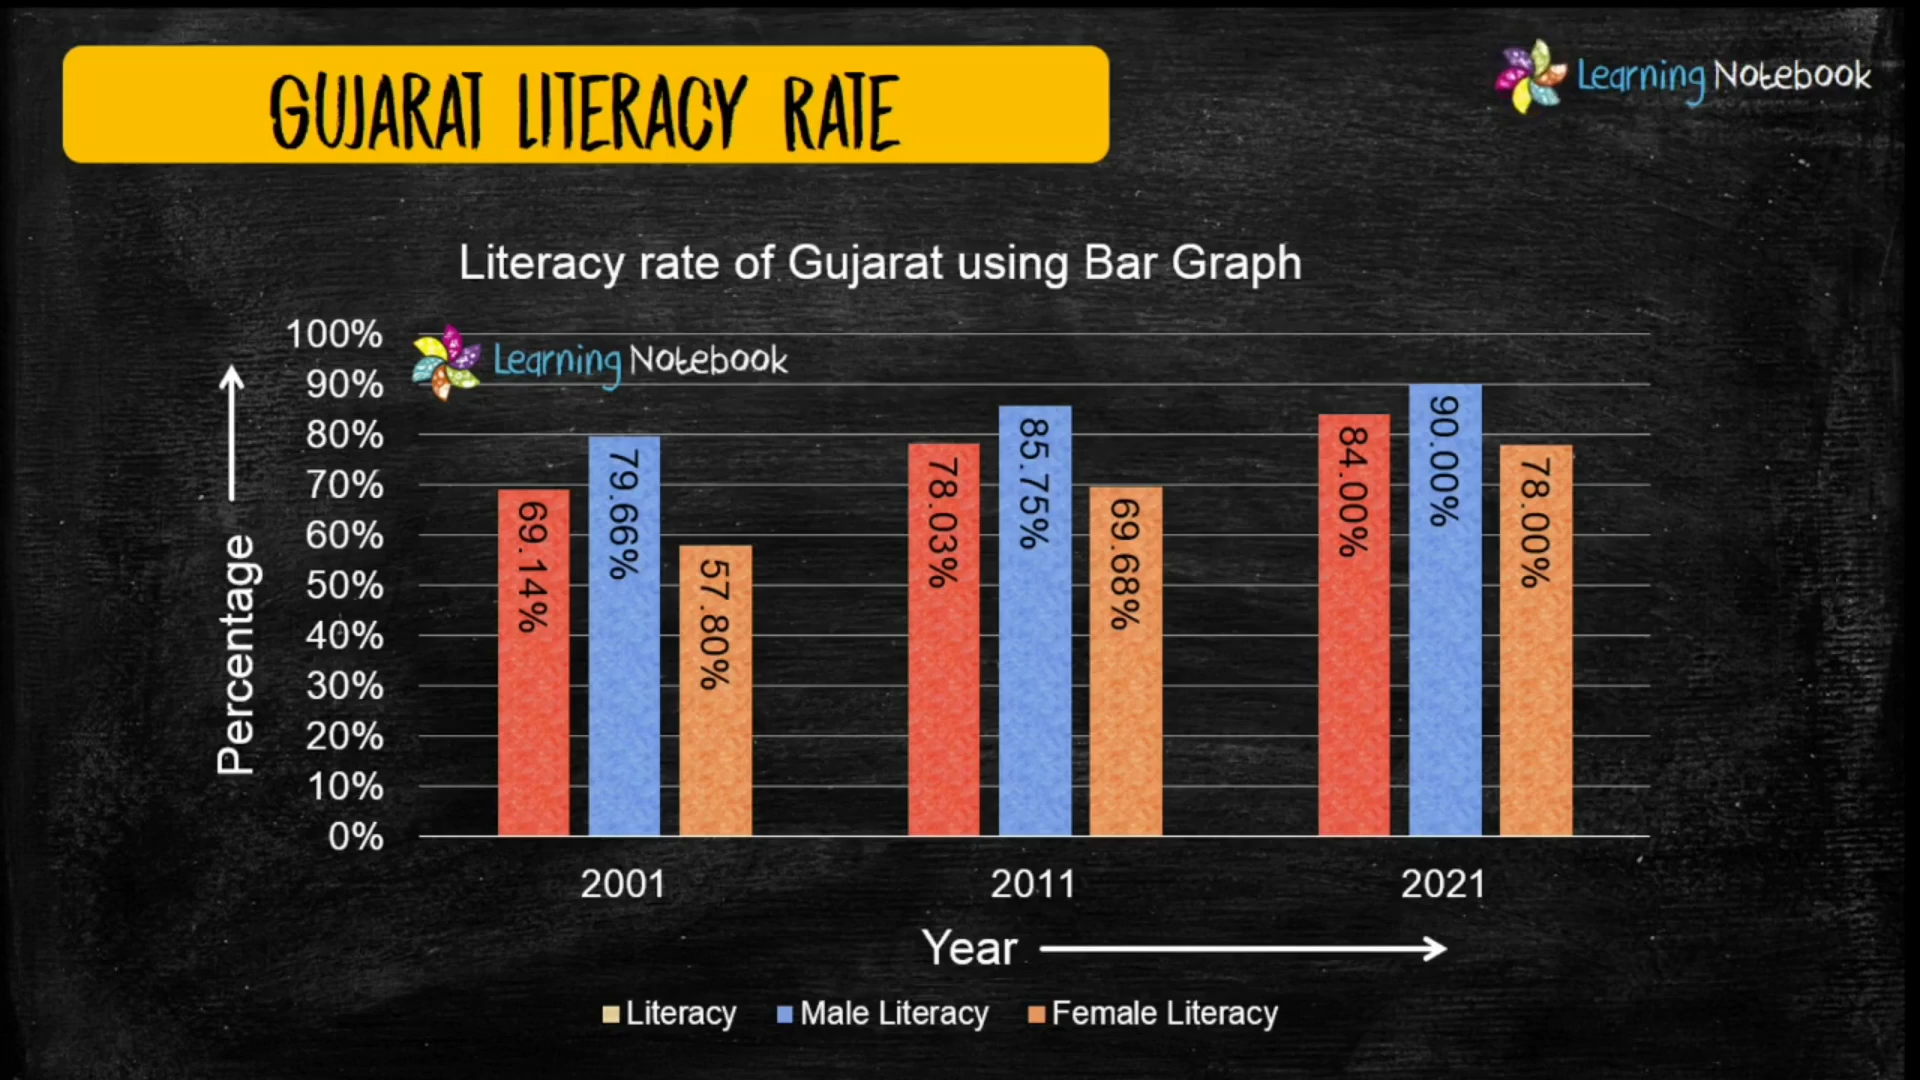 GUJARAT LITERACY RATE
Learning Notebook
Literacy rate of Gujarat using Bar Graph
Learning Notebook
100%
90%
80%
70%
60%
50%
40%
30%
20%
10%
0%
Percentage
69.14%
79.66%
57.80%
78.03%
85.75%
69.68%
84.00%
90.00%
78.00%
2001 2011 2021
Year
Literacy Male Literacy Female Literacy